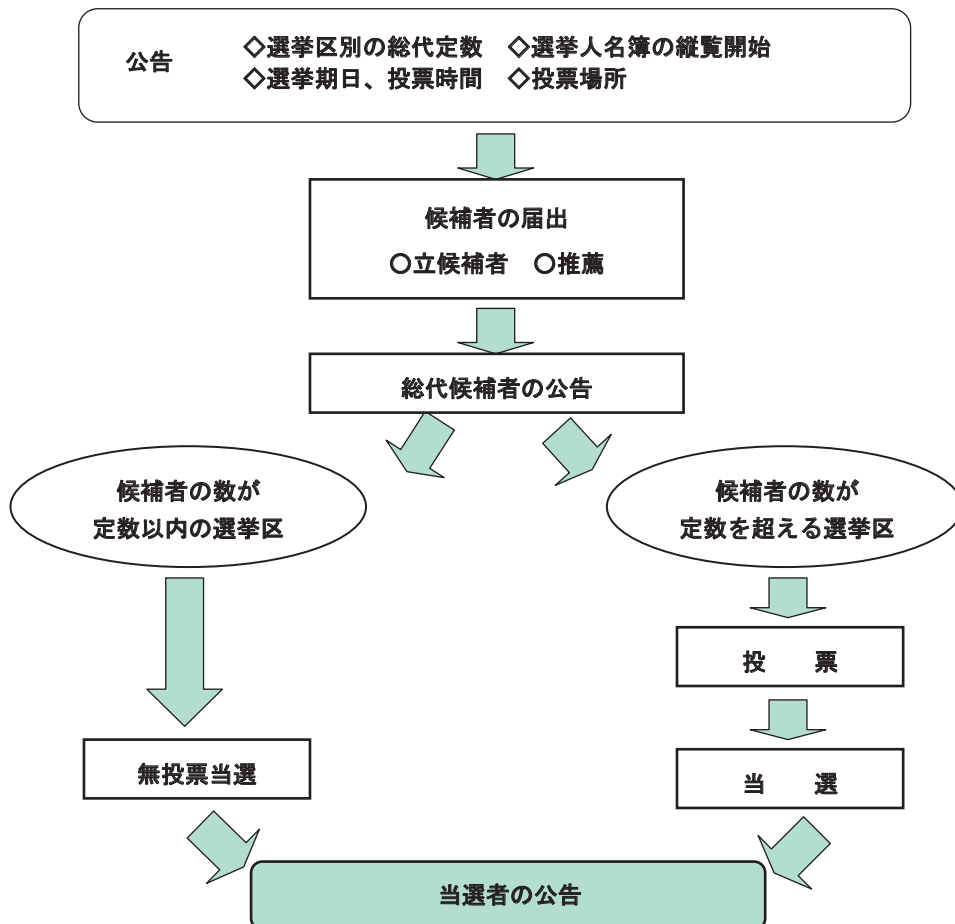 公告
◇選挙区別の総代定数 ◇選挙人名簿の縦覧開始
◇選挙期日、投票時間 ◇投票場所
候補者の届出
○立候補者 ○推薦
総代候補者の公告
候補者の数が
定数以内の選挙区
候補者の数が
定数を超える選挙区
投 票
無投票当選
当 選
当選者の公告